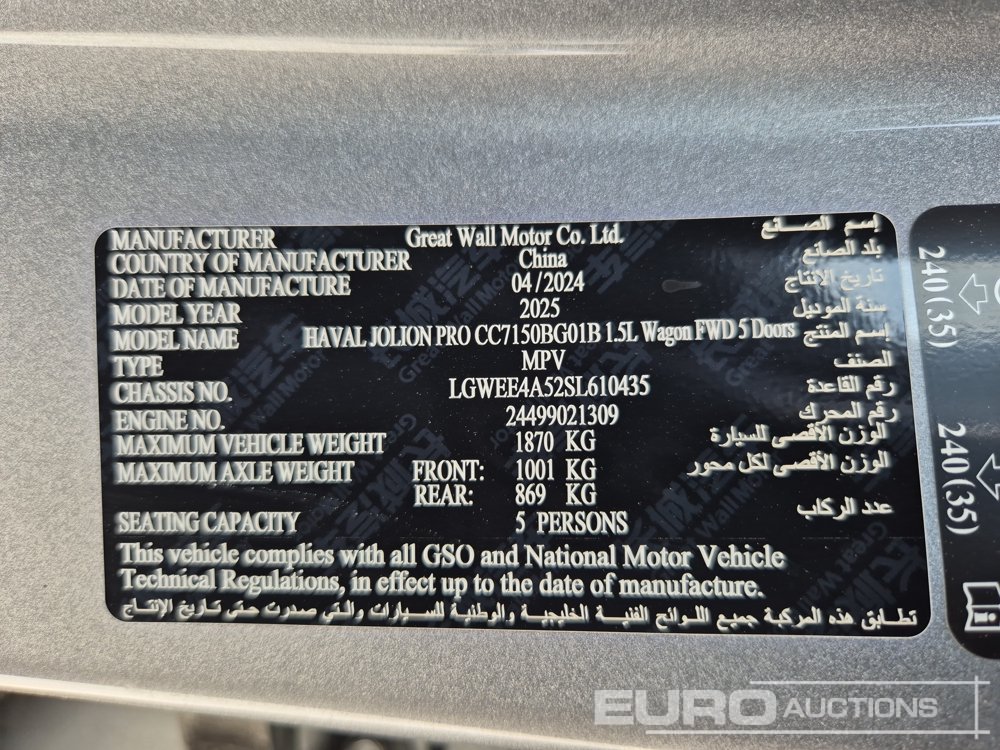 MANUFACTURER Great Wall Motor Co. Ltd. إسم الصانع
COUNTRY OF MANUFACTURER China بلد الصانع
DATE OF MANUFACTURE 04/2024 تاريخ الإنتاج
MODEL YEAR 2025 سنة الموديل
MODEL NAME HAVAL JOLION PRO CC7150BG01B 1.5L Wagon FWD 5 Doors إسم المنتج
TYPE MPV الصنف
CHASSIS NO. LGWEE4A52SL610435 رقم القاعدة
ENGINE NO. 24499021309 رقم المحرك
MAXIMUM VEHICLE WEIGHT 1870 KG الوزن الأقصى للسيارة
MAXIMUM AXLE WEIGHT FRONT: 1001 KG الوزن الأقصى لكل محور
REAR: 869 KG
SEATING CAPACITY 5 PERSONS عدد الركاب
This vehicle complies with all GSO and National Motor Vehicle
Technical Regulations, in effect up to the date of manufacture.
تطابق هذه المركبة جميع اللوائح الفنية الخليجية والوطنية للسيارات والتي صدرت حتى تاريخ الإنتاج
240(35)
240(35)
EURO AUCTIONS